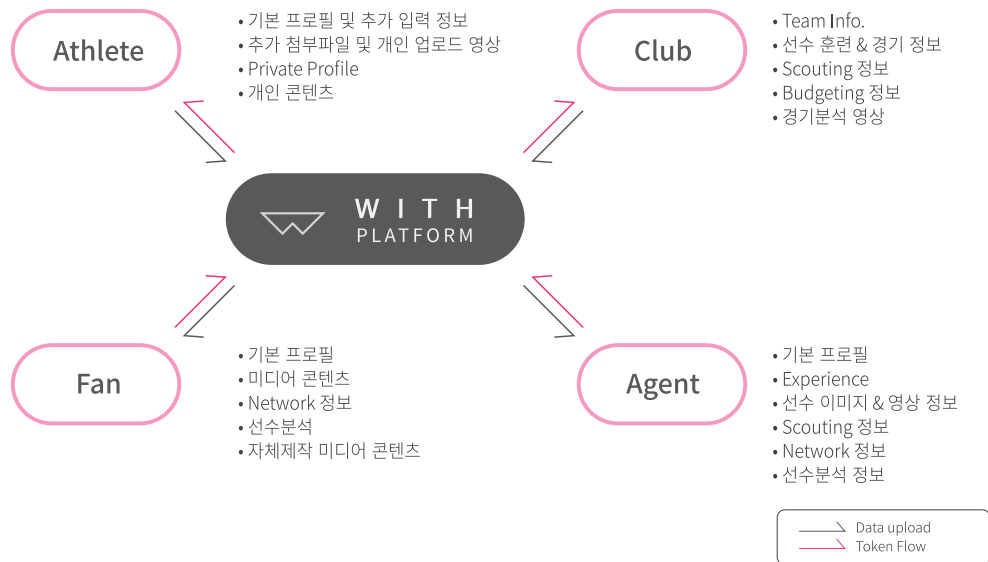 Athlete
• 기본 프로필 및 추가 입력 정보
• 추가 첨부파일 및 개인 업로드 영상
• Private Profile
• 개인 콘텐츠
Club
• Team Info.
• 선수 훈련 & 경기 정보
• Scouting 정보
• Budgeting 정보
• 경기분석 영상
WITH
PLATFORM
Fan
• 기본 프로필
• 미디어 콘텐츠
• Network 정보
• 선수분석
• 자체제작 미디어 콘텐츠
Agent
• 기본 프로필
• Experience
• 선수 이미지 & 영상 정보
• Scouting 정보
• Network 정보
• 선수분석 정보
Data upload
Token Flow